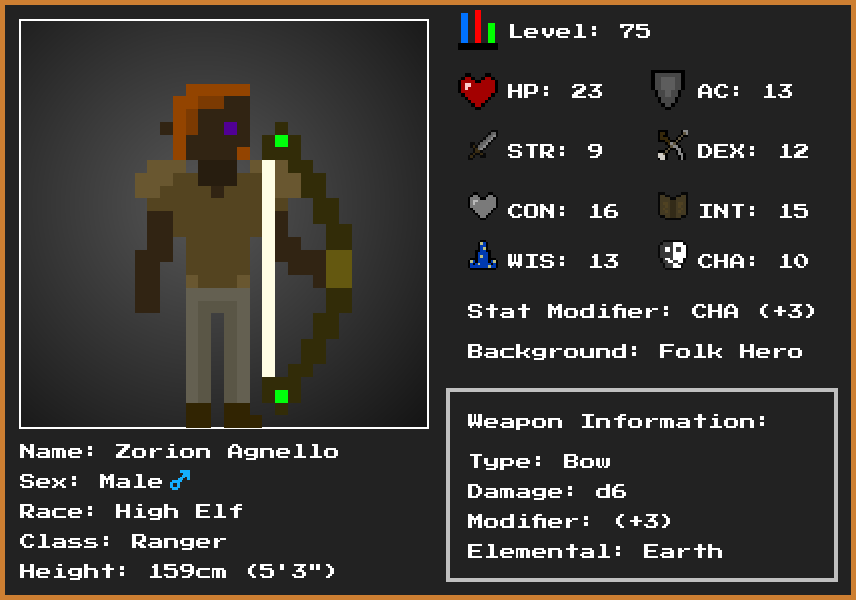 Level: 75
HP: 23 AC: 13
STR: 9 DEX: 12
CON: 16 INT: 15
WIS: 13 CHA: 10
Stat Modifier: CHA (+3)
Background: Folk Hero
Weapon Information:
Type: Bow
Damage: d6
Modifier: (+3)
Elemental: Earth
Name: Zorion Agnello
Sex: Male ♂
Race: High Elf
Class: Ranger
Height: 159cm (5'3")